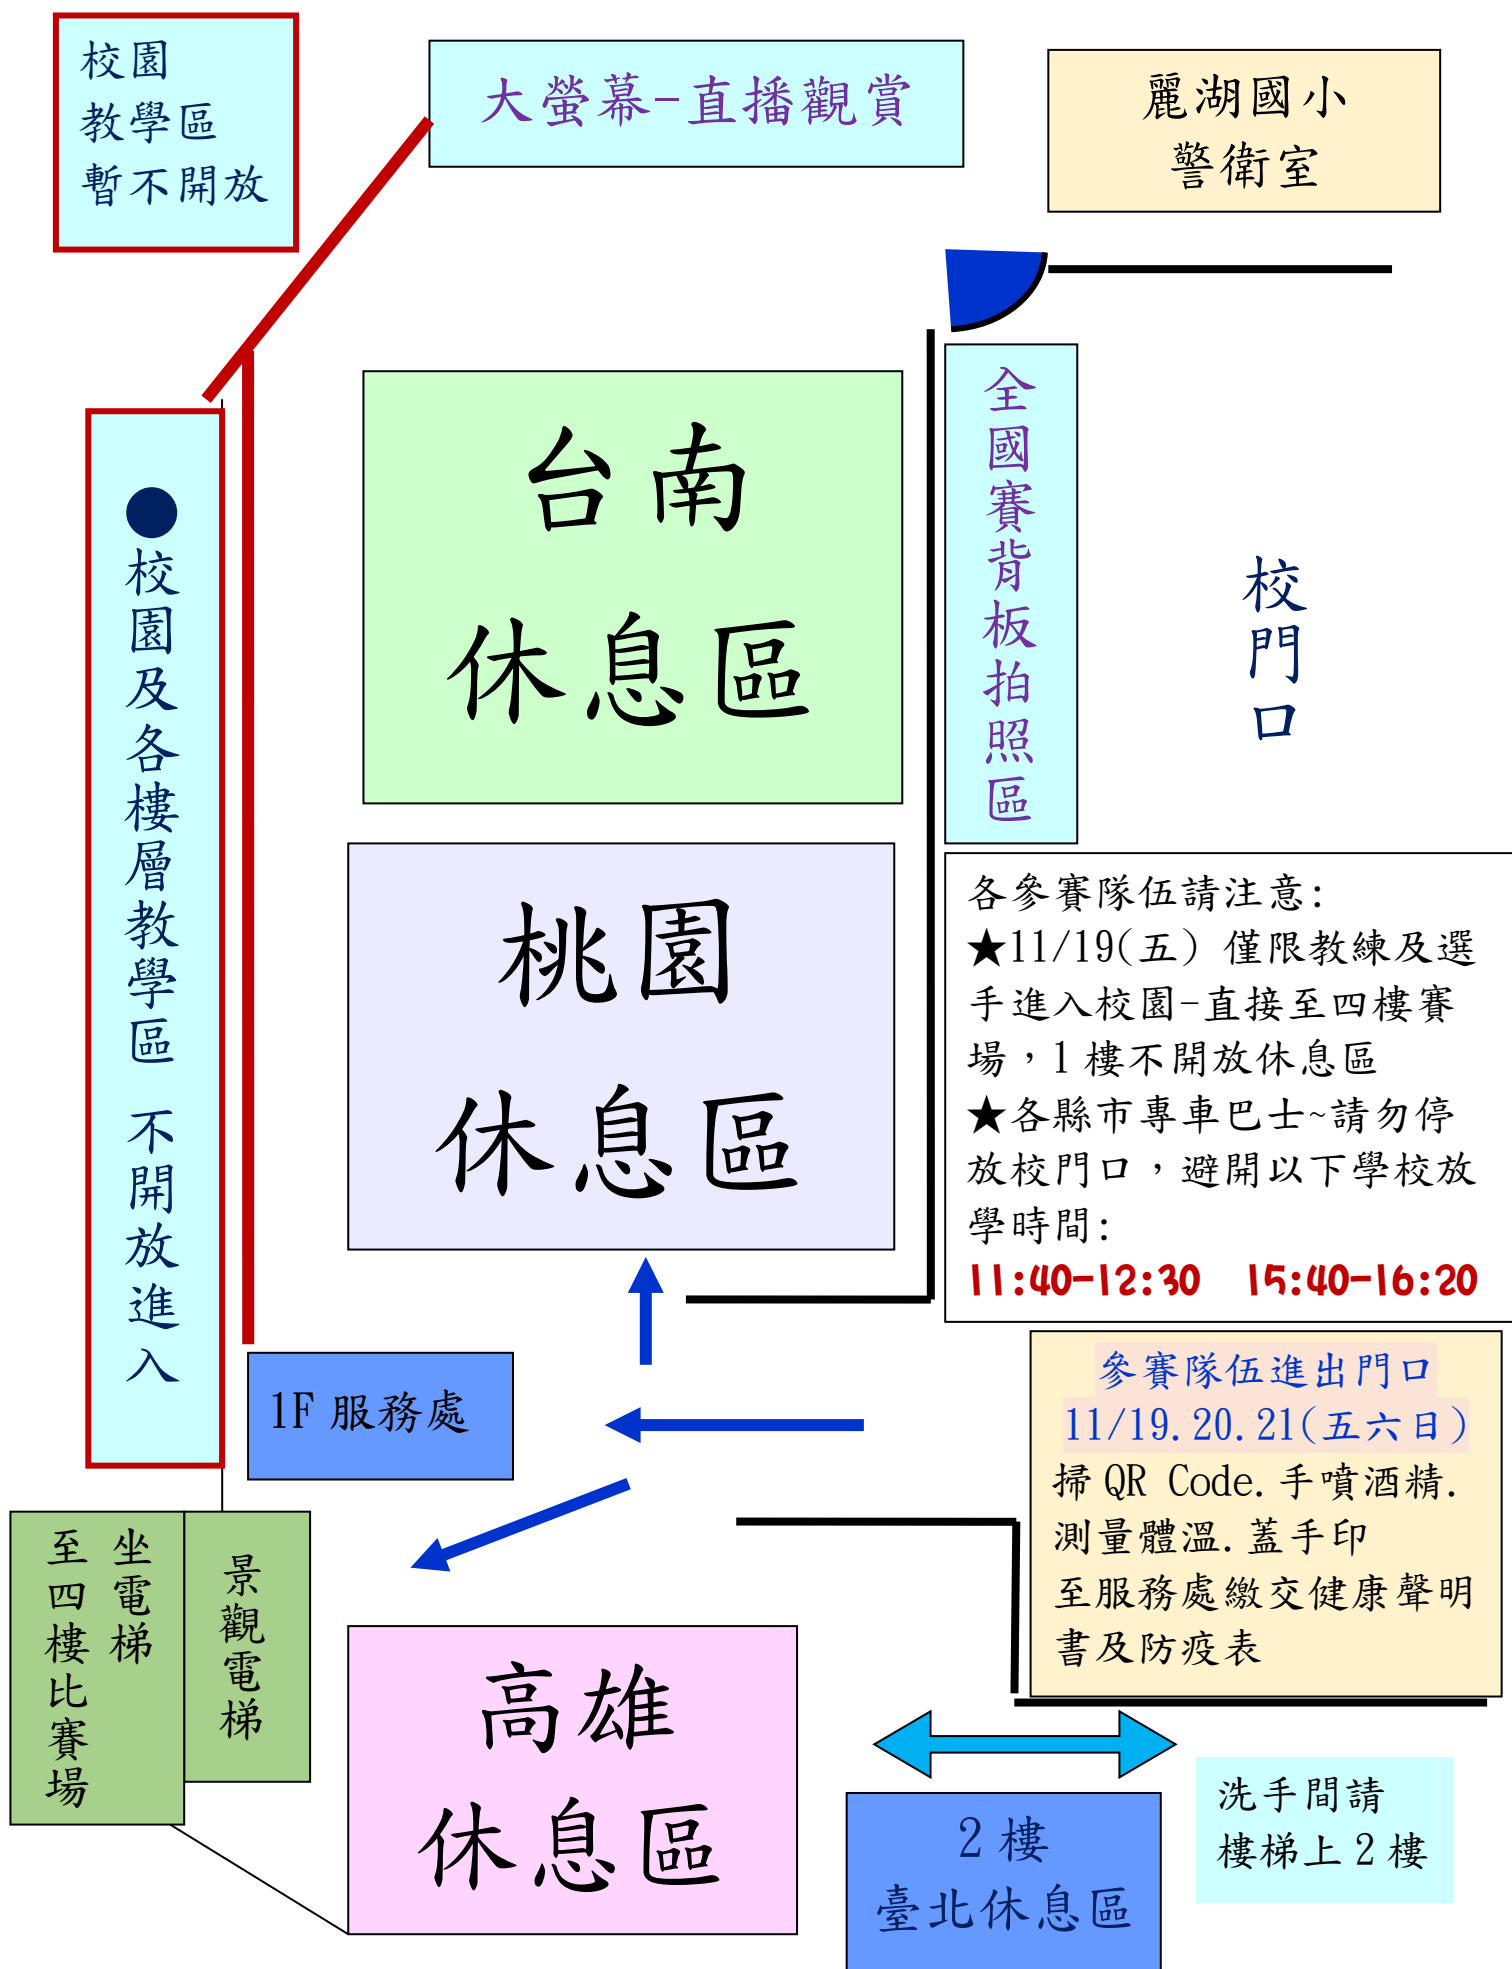 校園
教學區
暫不開放
大螢幕-直播觀賞
麗湖國小
警衛室
台南
休息區
全國賽背板拍照區
校門口
●校園及各樓層教學區 不開放進入
桃園
休息區
各參賽隊伍請注意:
★11/19(五) 僅限教練及選
手進入校園-直接至四樓賽
場，1 樓不開放休息區
★各縣市專車巴士~請勿停
放校門口，避開以下學校放
學時間:
11:40-12:30 15:40-16:20
1F 服務處
參賽隊伍進出門口
11/19.20.21(五六日)
掃 QR Code.手噴酒精.
測量體溫.蓋手印
至服務處繳交健康聲明
書及防疫表
坐電梯
至四樓比賽場
景觀電梯
高雄
休息區
2 樓
臺北休息區
洗手間請
樓梯上 2 樓